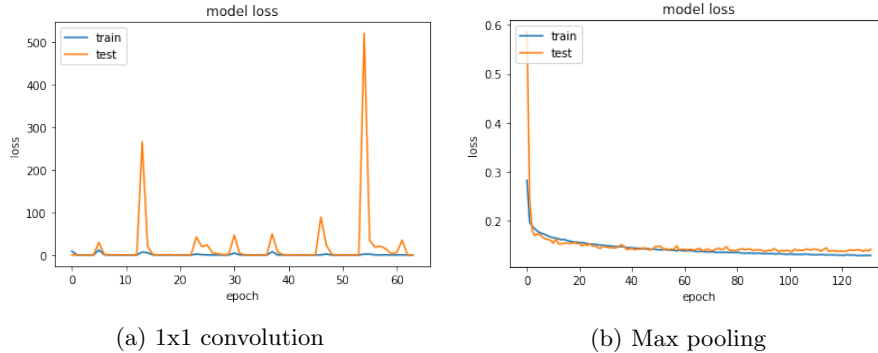 model loss
train
test
500
400
300
200
100
0
loss
0
10
20
30
40
50
60
epoch
(a) 1x1 convolution
model loss
train
test
0.6
0.5
0.4
0.3
0.2
loss
0
20
40
60
80
100
120
epoch
(b) Max pooling